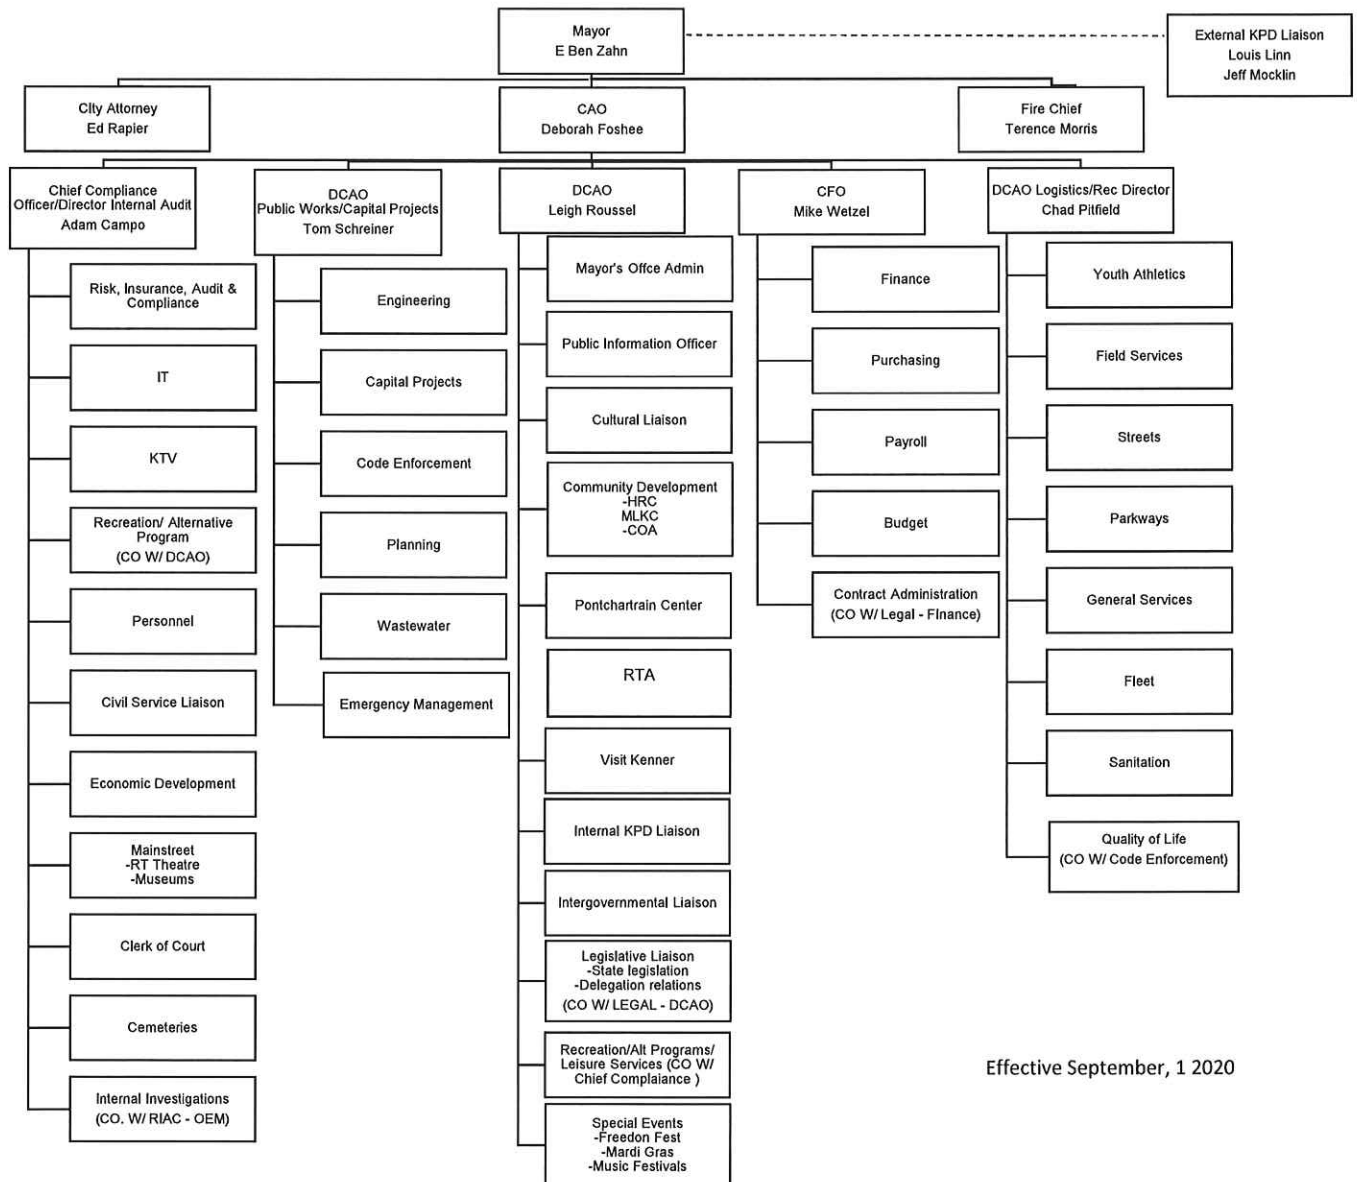 Mayor
E Ben Zahn
External KPD Liaison
Louis Linn
Jeff Mocklin
CIty Attorney
Ed Rapier
CAO
Deborah Foshee
Fire Chief
Terence Morris
Chief Compliance
Officer/Director Internal Audit
Adam Campo
DCAO
Public Works/Capital Projects
Tom Schreiner
DCAO
Leigh Roussel
CFO
Mike Wetzel
DCAO Logistics/Rec Director
Chad Pitfield
Risk, Insurance, Audit &
Compliance
IT
KTV
Recreation/ Alternative
Program
(CO W/ DCAO)
Personnel
Civil Service Liaison
Economic Development
Mainstreet
-RT Theatre
-Museums
Clerk of Court
Cemeteries
Internal Investigations
(CO. W/ RIAC - OEM)
Engineering
Capital Projects
Code Enforcement
Planning
Wastewater
Emergency Management
Mayor's Offce Admin
Public Information Officer
Cultural Liaison
Community Development
-HRC
MLKC
-COA
Pontchartrain Center
RTA
Visit Kenner
Internal KPD Liaison
Intergovernmental Liaison
Legislative Liaison
-State legislation
-Delegation relations
(CO W/ LEGAL - DCAO)
Recreation/Alt Programs/
Leisure Services (CO W/
Chief Complaiance )
Special Events
-Freedon Fest
-Mardi Gras
-Music Festivals
Finance
Purchasing
Payroll
Budget
Contract Administration
(CO W/ Legal - FInance)
Youth Athletics
Field Services
Streets
Parkways
General Services
Fleet
Sanitation
Quality of Life
(CO W/ Code Enforcement)
Effective September, 1 2020